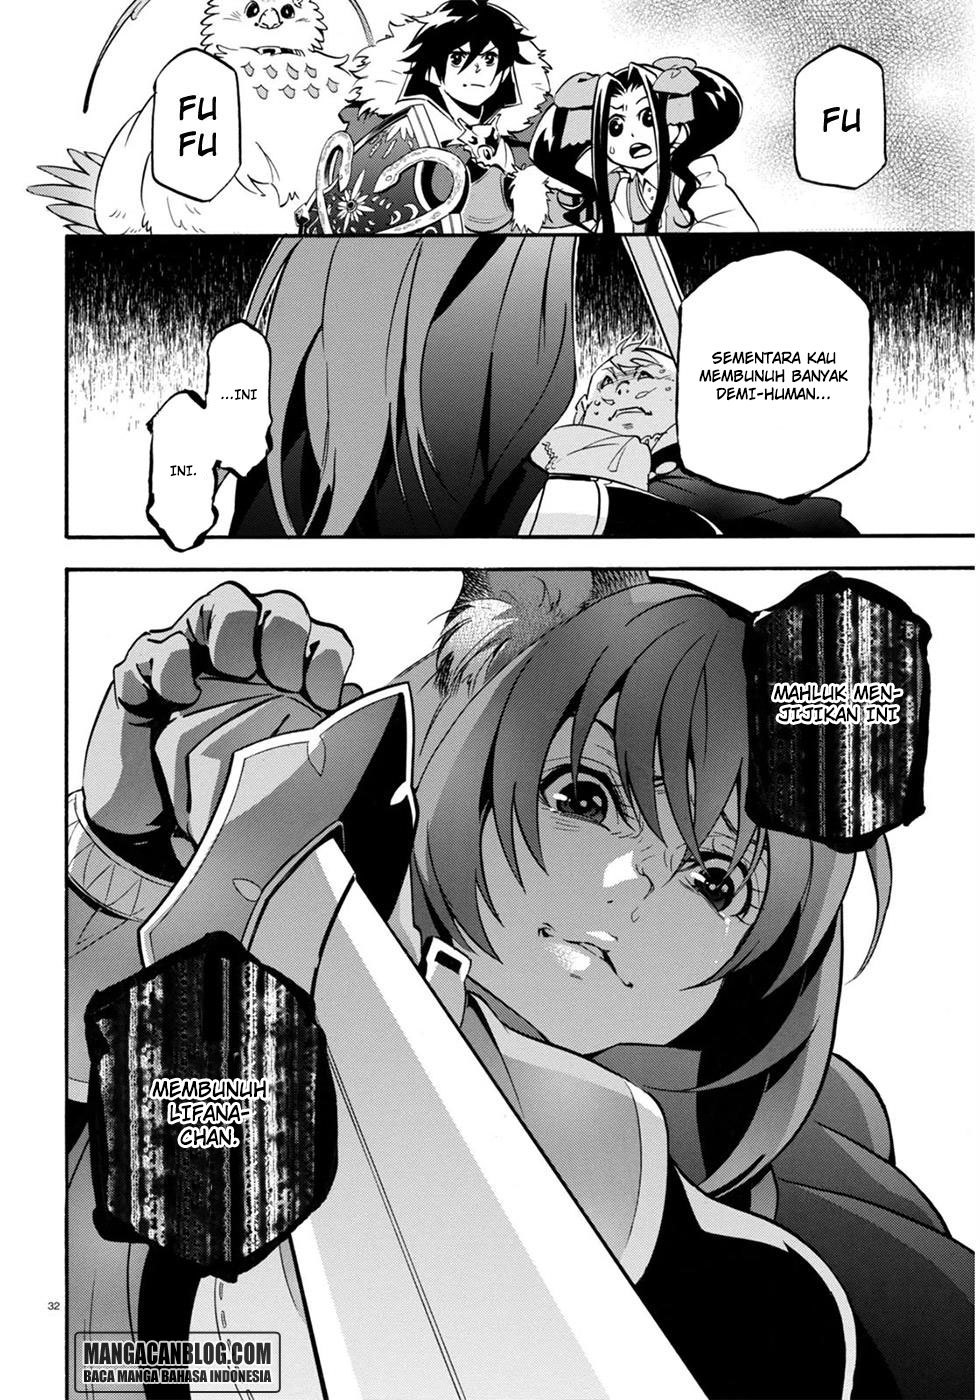 FU
FU
FU
SEMENTARA KAU
MEMBUNUH BANYAK
DEMI-HUMAN...
...INI
INI.
MAHLUK MEN-
JIJIKAN INI
MEMBUNUH
LIFANA-
CHAN.
32
MANGACANBLOG.COM
BACA MANGA BAHASA INDONESIA